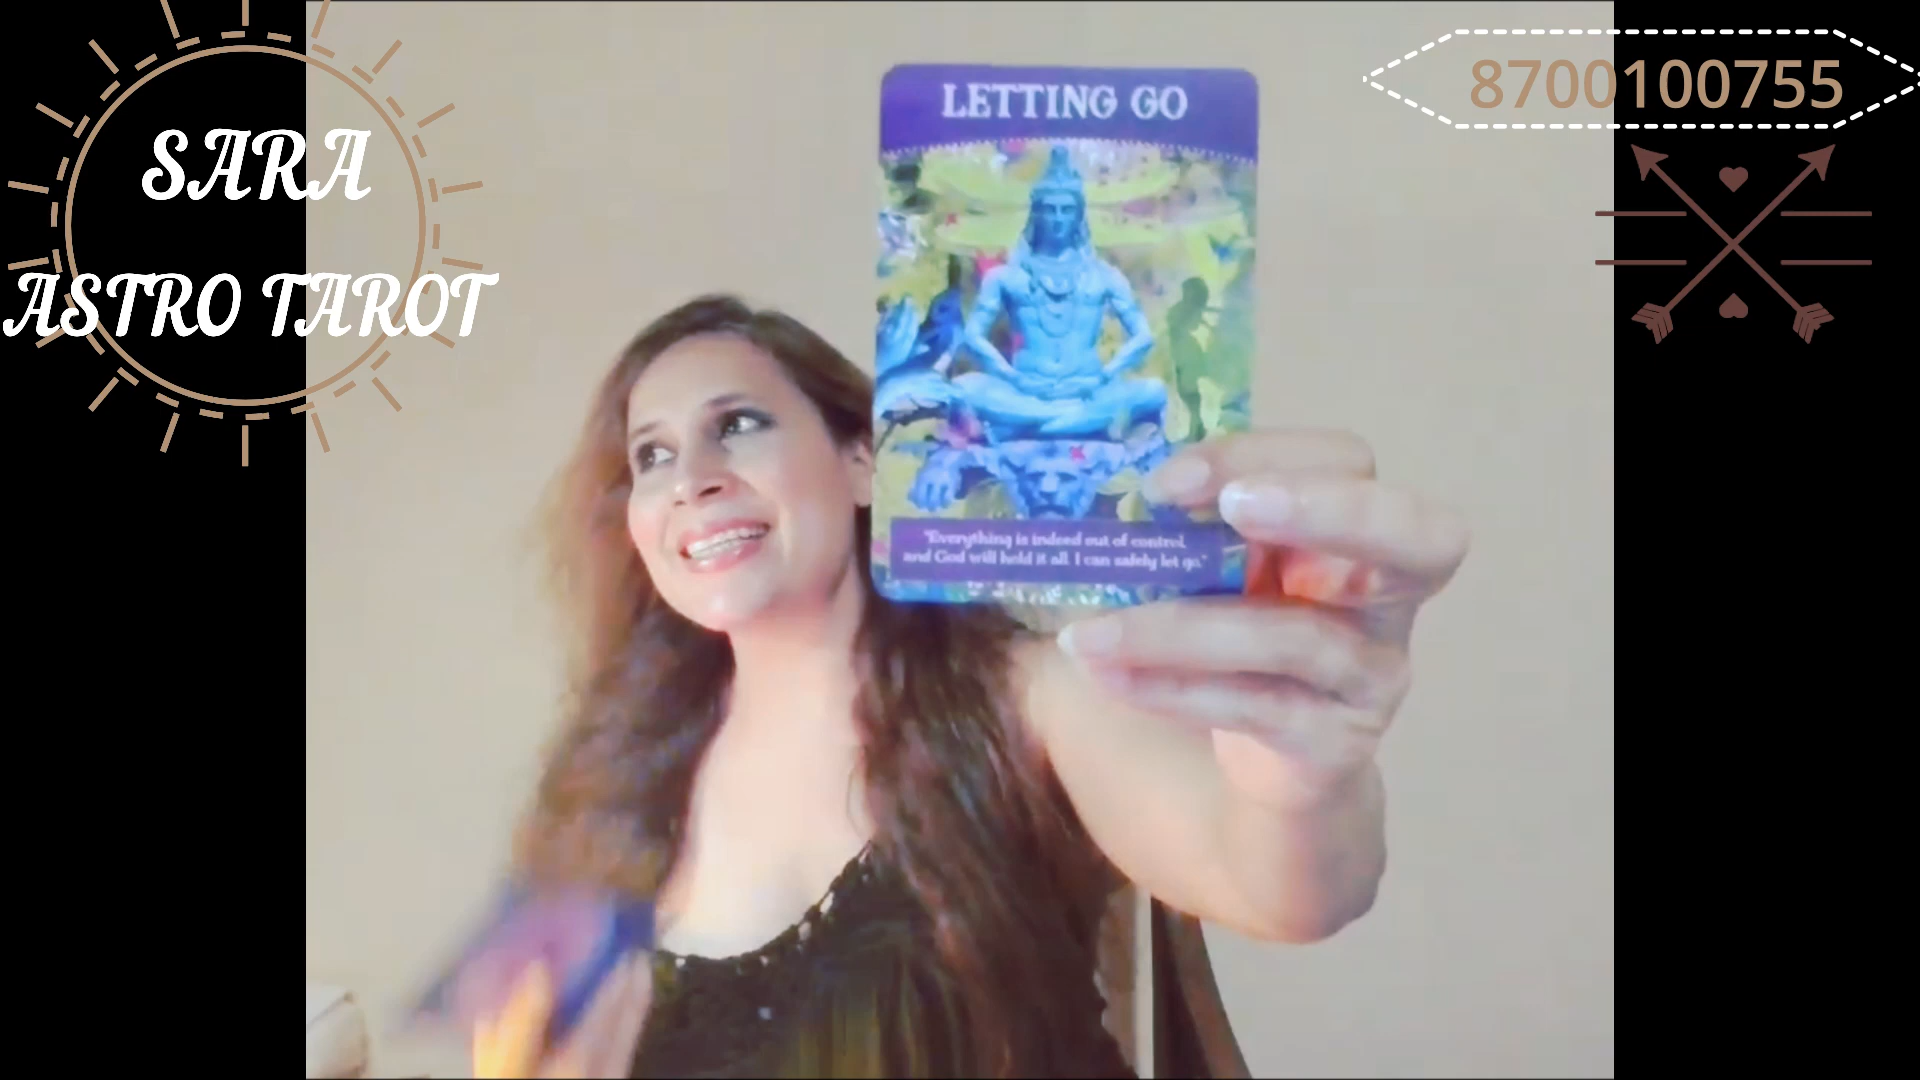 SARA
ASTRO TAROT
8700100755
LETTING GO
"Everything is indeed out of control,
and God will hold it all. I can safely let go."